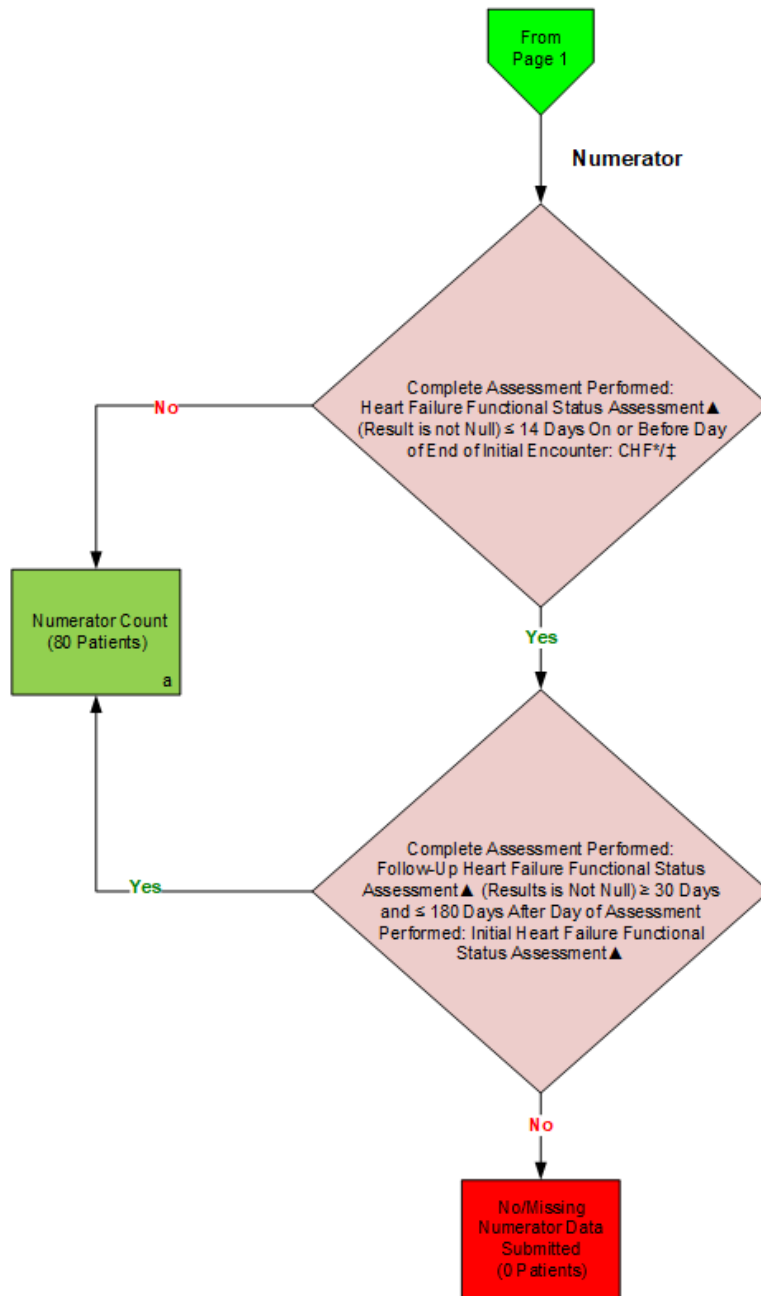 From
Page 1
Numerator
Complete Assessment Performed:
Heart Failure Functional Status Assessment▲
(Result is not Null) ≤ 14 Days On or Before Day
of End of Initial Encounter: CHF*/‡
No
Numerator Count
(80 Patients)
a
Yes
Complete Assessment Performed:
Follow-Up Heart Failure Functional Status
Assessment▲ (Results is Not Null) ≥ 30 Days
and ≤ 180 Days After Day of Assessment
Performed: Initial Heart Failure Functional
Status Assessment▲
Yes
No
No/Missing
Numerator Data
Submitted
(0 Patients)